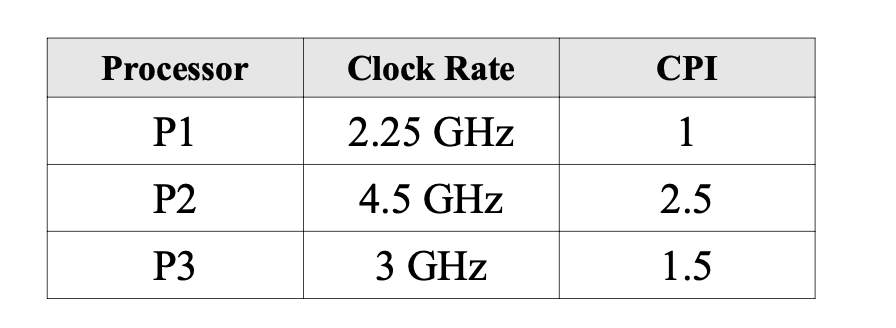 Processor Clock Rate CPI
P1 2.25 GHz 1
P2 4.5 GHz 2.5
P3 3 GHz 1.5